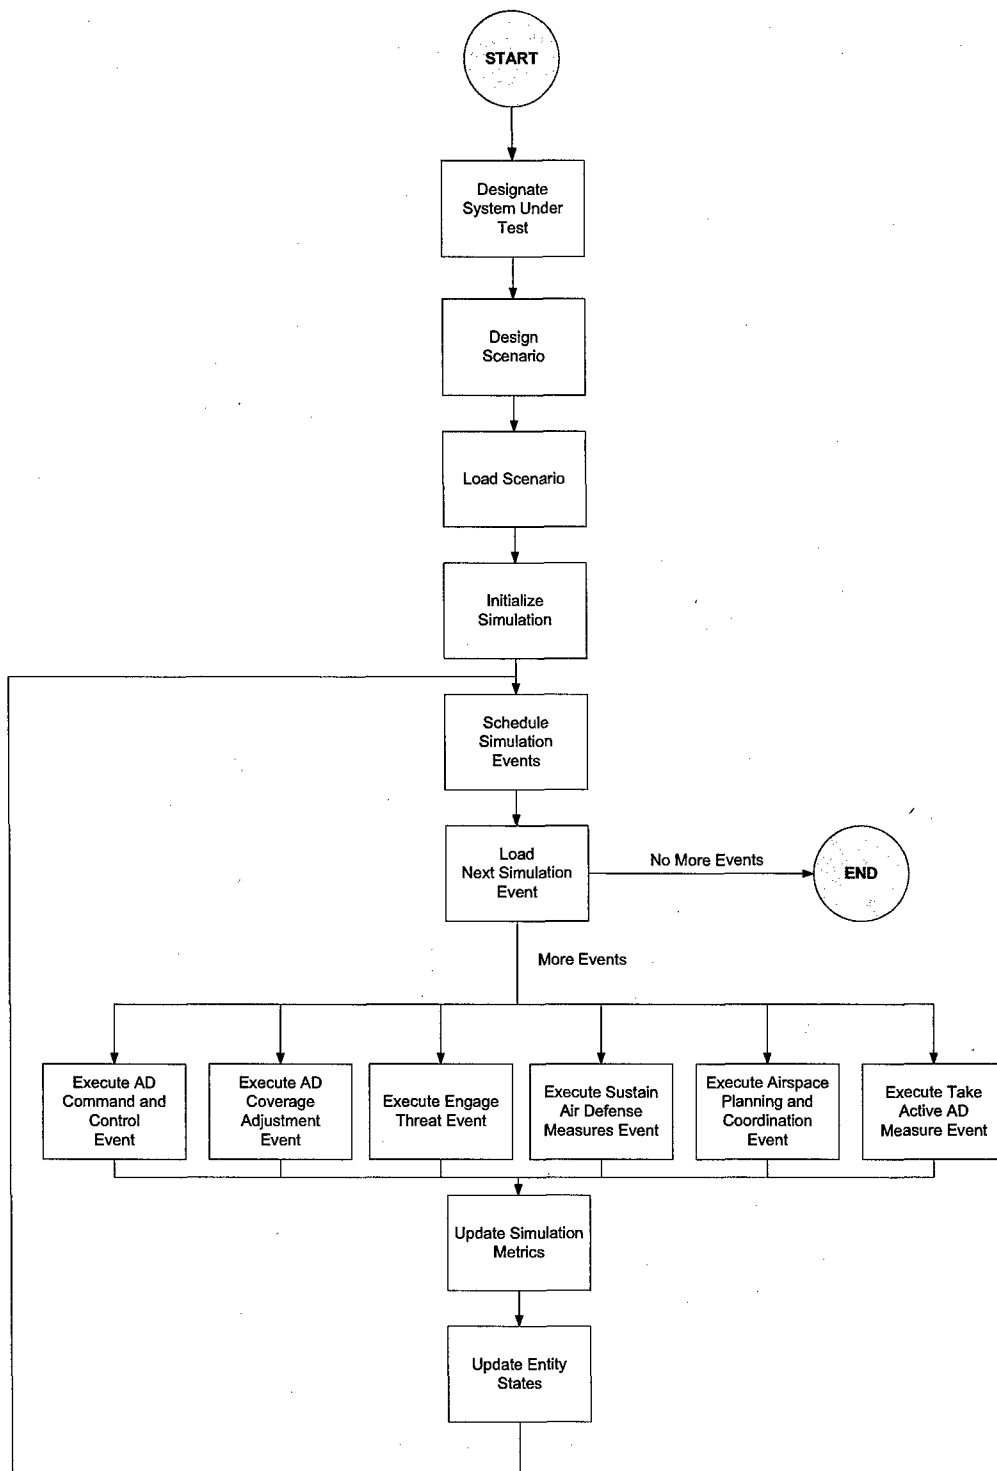 START
Designate
System Under
Test
Design
Scenario
Load Scenario
Initialize
Simulation
Schedule
Simulation
Events
Load
Next Simulation
Event
No More Events
END
More Events
Execute AD
Command and
Control
Event
Execute AD
Coverage
Adjustment
Event
Execute Engage
Threat Event
Execute Sustain
Air Defense
Measures Event
Execute Airspace
Planning and
Coordination
Event
Execute Take
Active AD
Measure Event
Update Simulation
Metrics
Update Entity
States